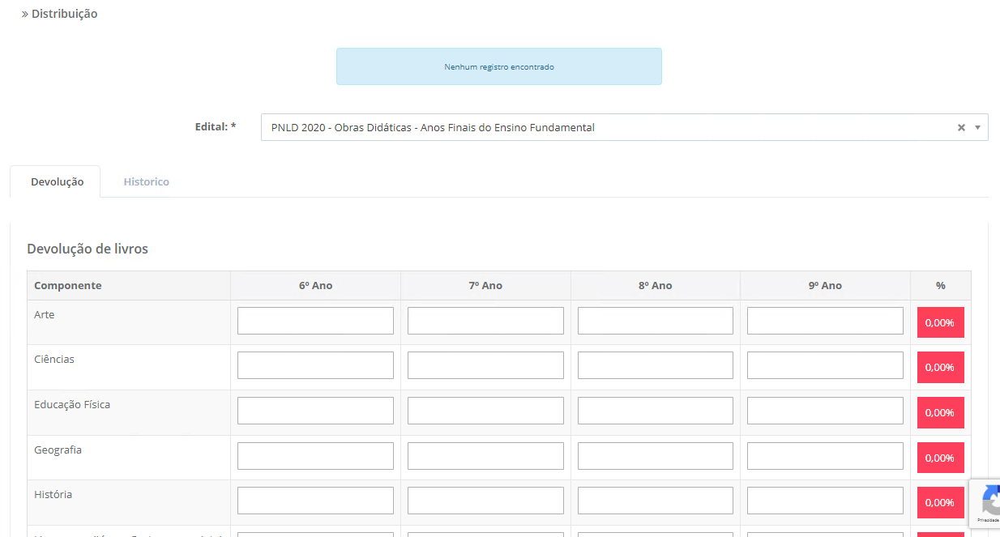 » Distribuição
Nenhum registro encontrado
Edital: * PNLD 2020 - Obras Didáticas - Anos Finais do Ensino Fundamental
Devolução Historico
Devolução de livros
Componente 6º Ano 7º Ano 8º Ano 9º Ano %
Arte 0,00%
Ciências 0,00%
Educação Física 0,00%
Geografia 0,00%
História 0,00%
Privacidade